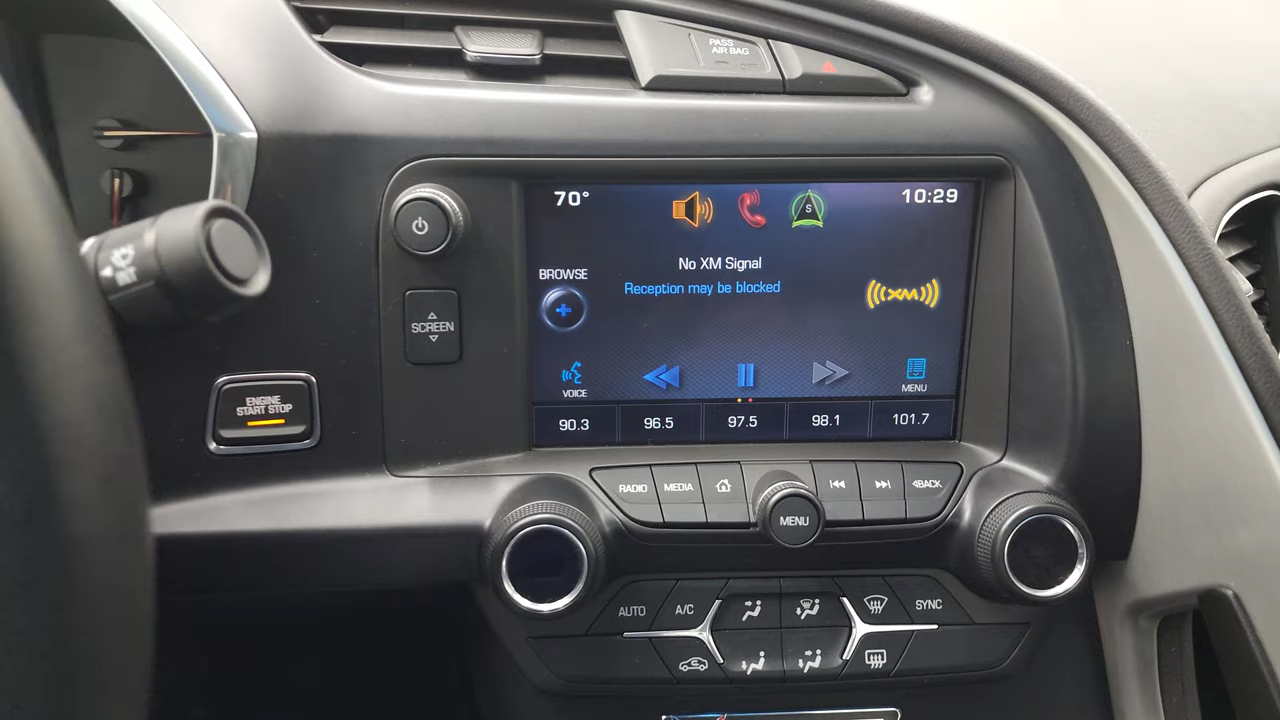 PASS
AIR BAG
70°
S
10:29
No XM Signal
Reception may be blocked
BROWSE
XM
SCREEN
VOICE
MENU
ENGINE
START STOP
90.3
96.5
97.5
98.1
101.7
RADIO
MEDIA
BACK
MENU
AUTO
A/C
SYNC